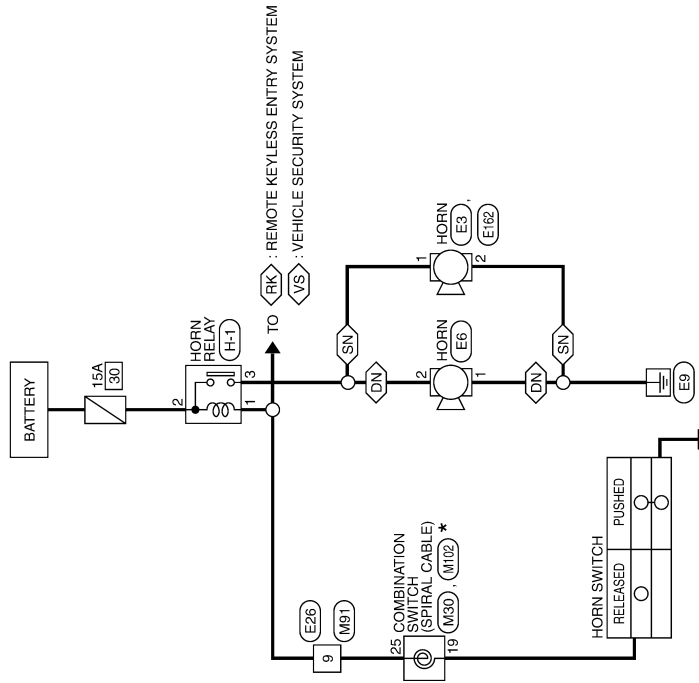 BATTERY
15A
30
2
HORN
RELAY
H-1
1
3
TO
RK : REMOTE KEYLESS ENTRY SYSTEM
VS : VEHICLE SECURITY SYSTEM
SN
DN
2
HORN
E6
1
1
HORN
E3 ,
E162
2
DN
SN
E9
9
E26
M91
25
COMBINATION
SWITCH
(SPIRAL CABLE)
M30 , M102 *
19
HORN SWITCH
RELEASED
PUSHED